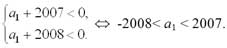 { a₁ + 2007 < 0,
a₁ + 2008 < 0. ⇔ -2008 < a₁ < 2007.